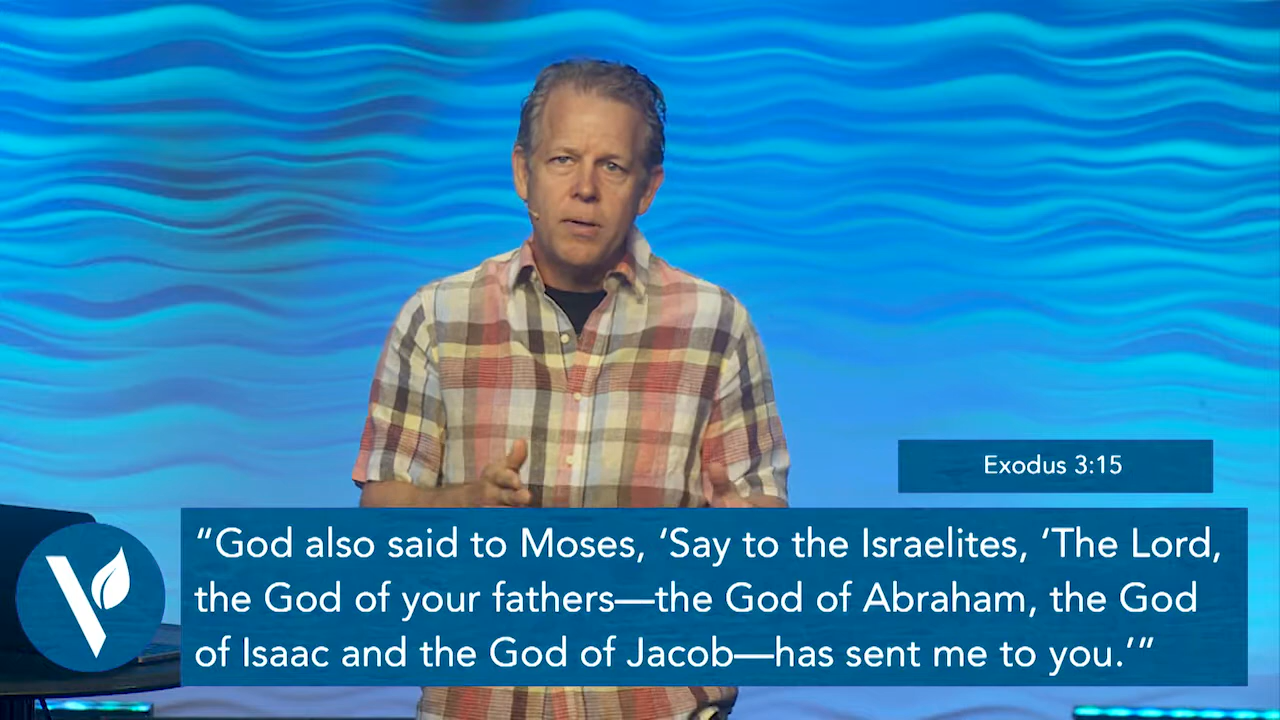 Exodus 3:15
“God also said to Moses, ‘Say to the Israelites, ‘The Lord,
the God of your fathers—the God of Abraham, the God
of Isaac and the God of Jacob—has sent me to you.’“